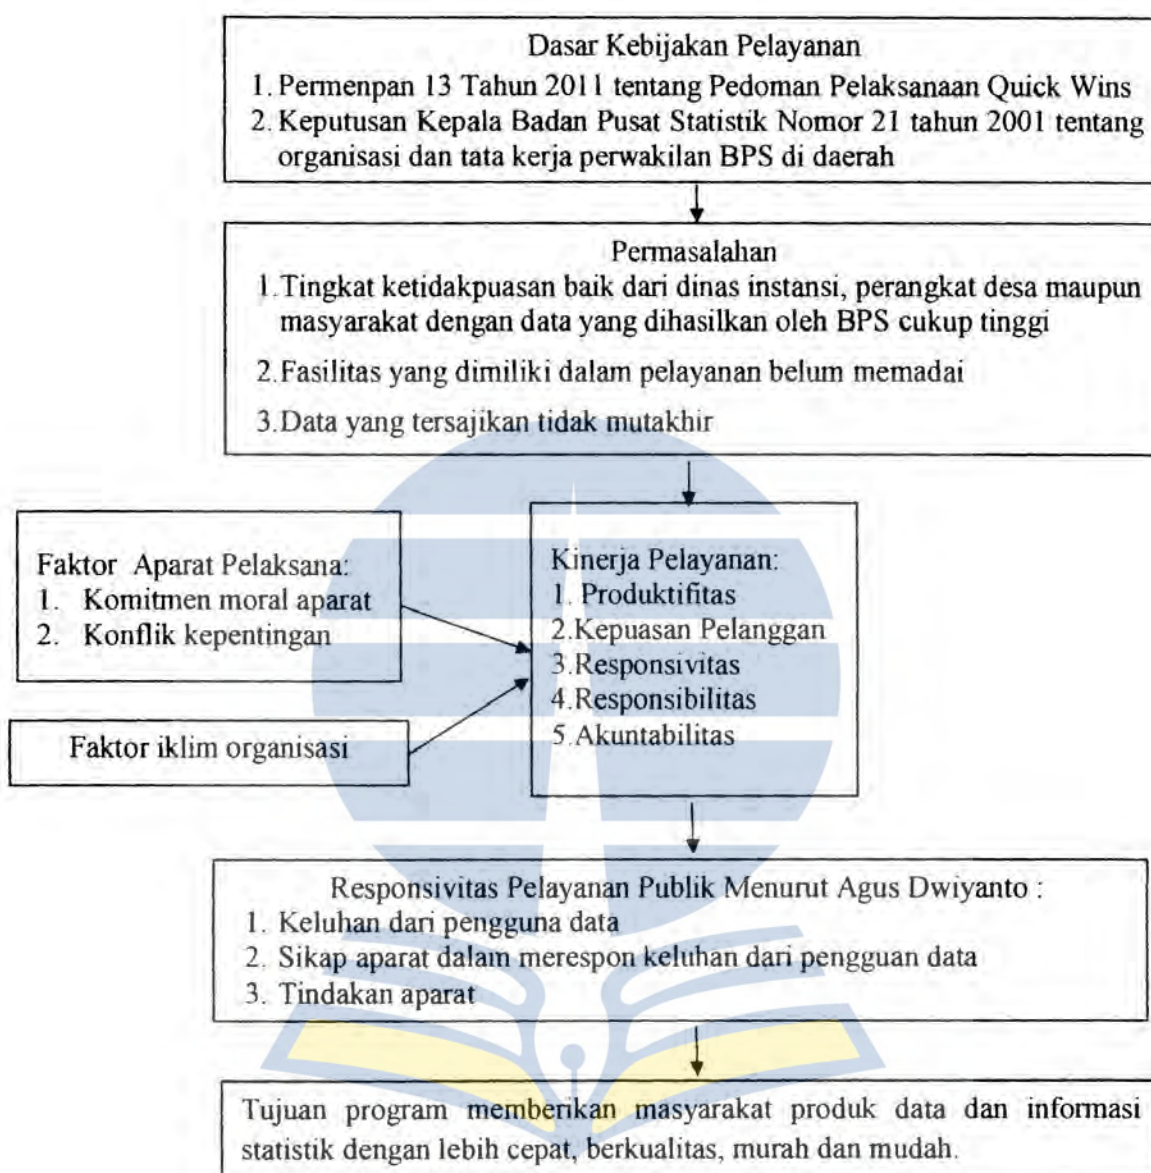 Dasar Kebijakan Pelayanan
1. Permenpan 13 Tahun 2011 tentang Pedoman Pelaksanaan Quick Wins
2. Keputusan Kepala Badan Pusat Statistik Nomor 21 tahun 2001 tentang
organisasi dan tata kerja perwakilan BPS di daerah
Permasalahan
1.Tingkat ketidakpuasan baik dari dinas instansi, perangkat desa maupun
masyarakat dengan data yang dihasilkan oleh BPS cukup tinggi
2.Fasilitas yang dimiliki dalam pelayanan belum memadai
3.Data yang tersajikan tidak mutakhir
Faktor Aparat Pelaksana:
1. Komitmen moral aparat
2. Konflik kepentingan
Faktor iklim organisasi
Kinerja Pelayanan:
1. Produktifitas
2.Kepuasan Pelanggan
3.Responsivitas
4.Responsibilitas
5.Akuntabilitas
Responsivitas Pelayanan Publik Menurut Agus Dwiyanto :
1. Keluhan dari pengguna data
2. Sikap aparat dalam merespon keluhan dari pengguan data
3. Tindakan aparat
Tujuan program memberikan masyarakat produk data dan informasi
statistik dengan lebih cepat, berkualitas, murah dan mudah.